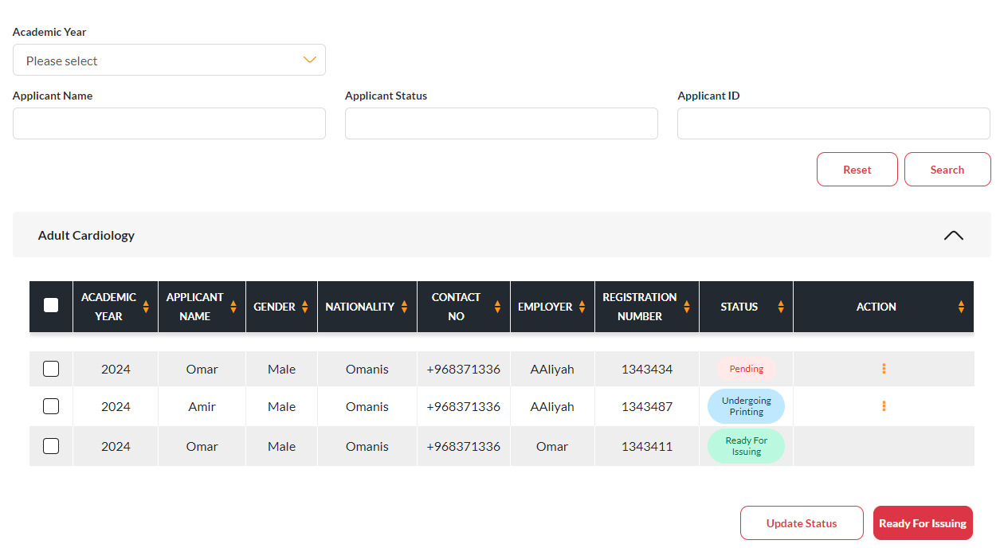 Academic Year
Please select
Applicant Name Applicant Status Applicant ID
Reset Search
Adult Cardiology
ACADEMIC YEAR APPLICANT NAME GENDER NATIONALITY CONTACT NO EMPLOYER REGISTRATION NUMBER STATUS ACTION
2024 Omar Male Omanis +968371336 AAliyah 1343434 Pending
2024 Amir Male Omanis +968371336 AAliyah 1343487 Undergoing Printing
2024 Omar Male Omanis +968371336 Omar 1343411 Ready For Issuing
Update Status Ready For Issuing